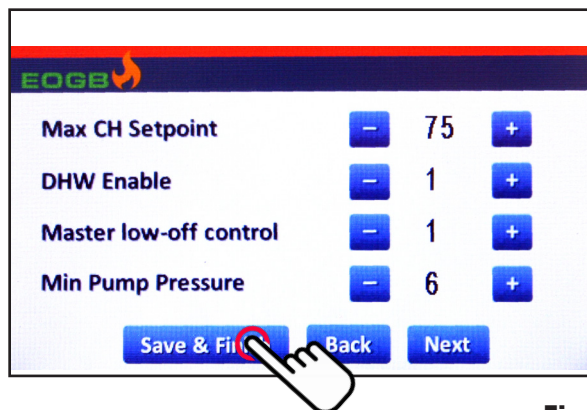 EOGB
Max CH Setpoint − 75 +
DHW Enable − 1 +
Master low-off control − 1 +
Min Pump Pressure − 6 +
Save & Back Next